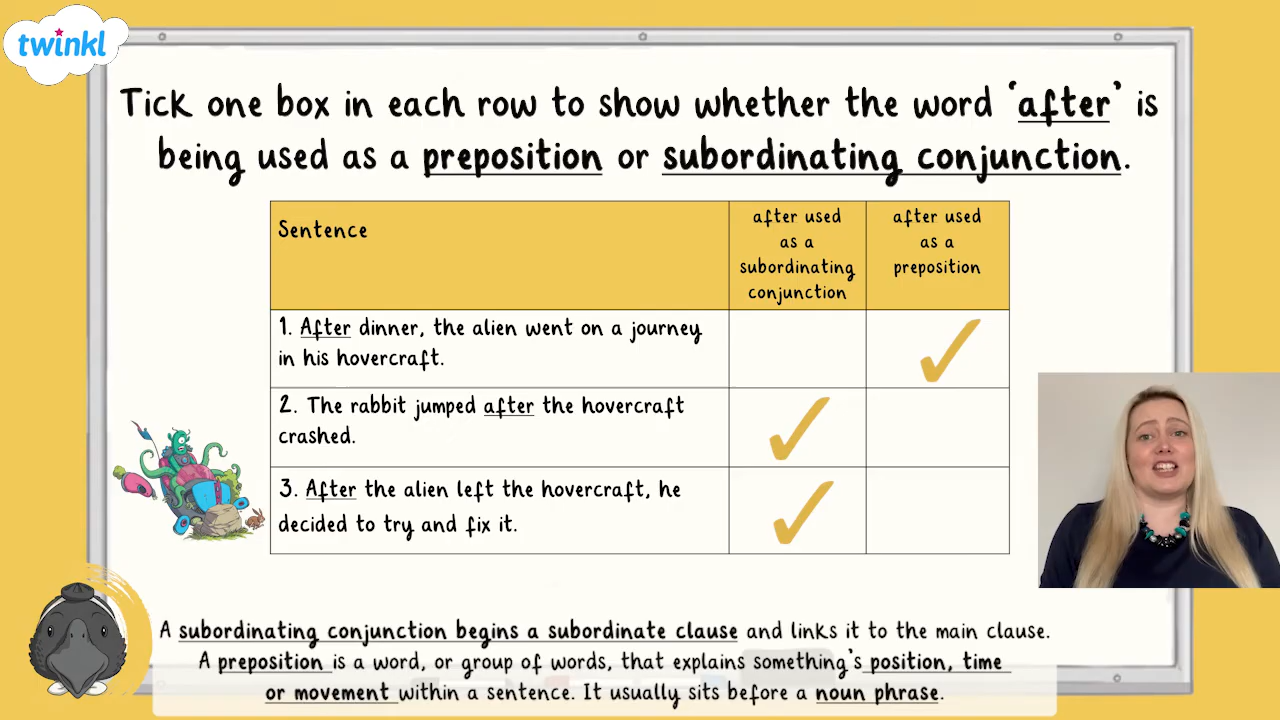 twinkl
Tick one box in each row to show whether the word ‘after’ is
being used as a preposition or subordinating conjunction.
Sentence
after used
as a
subordinating
conjunction
after used
as a
preposition
1. After dinner, the alien went on a journey
in his hovercraft.
2. The rabbit jumped after the hovercraft
crashed.
3. After the alien left the hovercraft, he
decided to try and fix it.
A subordinating conjunction begins a subordinate clause and links it to the main clause.
A preposition is a word, or group of words, that explains something's position, time
or movement within a sentence. It usually sits before a noun phrase.